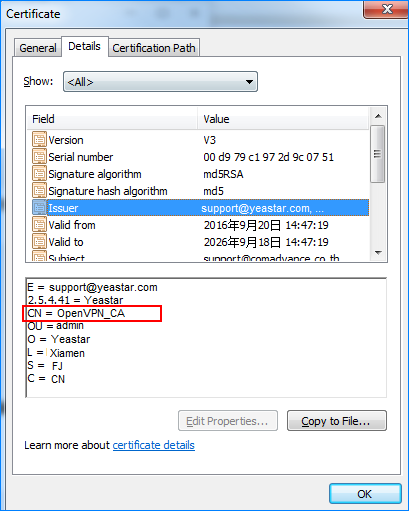 Certificate
General Details Certification Path
Show: <All>
Field Value
Version V3
Serial number 00 d9 79 c1 97 2d 9c 07 51
Signature algorithm md5RSA
Signature hash algorithm md5
Issuer support@yeastar.com, ...
Valid from 2016年9月20日 14:47:19
Valid to 2026年9月18日 14:47:19
Subject support@comadvance.co.th
E = support@yeastar.com
2.5.4.41 = Yeastar
CN = OpenVPN_CA
OU = admin
O = Yeastar
L = Xiamen
S = FJ
C = CN
Edit Properties... Copy to File...
Learn more about certificate details
OK